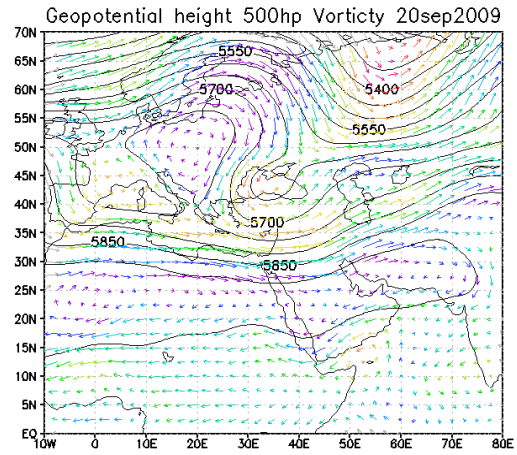 Geopotential height 500hp Vorticty 20sep2009
70N
65N
60N
55N
50N
45N
40N
35N
30N
25N
20N
15N
10N
5N
EQ
5550
5700
5400
5550
5700
5850
5850
10W 0 10E 20E 30E 40E 50E 60E 70E 80E